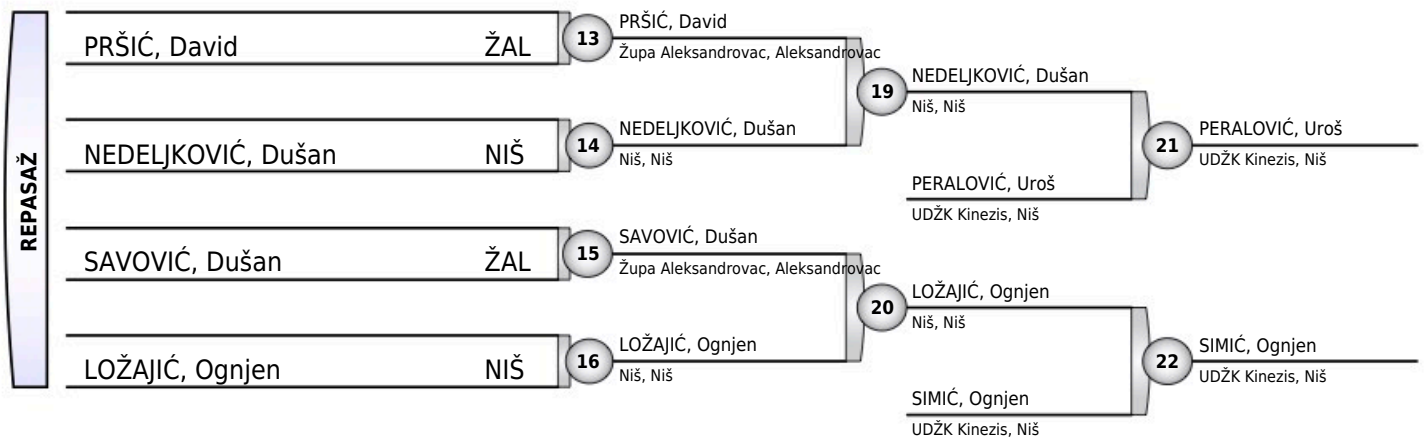 REPASAŽ
PRŠIĆ, David ŽAL
NEDELJKOVIĆ, Dušan NIŠ
SAVOVIĆ, Dušan ŽAL
LOŽAJIĆ, Ognjen NIŠ
13
PRŠIĆ, David
Župa Aleksandrovac, Aleksandrovac
14
NEDELJKOVIĆ, Dušan
Niš, Niš
15
SAVOVIĆ, Dušan
Župa Aleksandrovac, Aleksandrovac
16
LOŽAJIĆ, Ognjen
Niš, Niš
19
NEDELJKOVIĆ, Dušan
Niš, Niš
PERALOVIĆ, Uroš
UDŽK Kinezis, Niš
20
LOŽAJIĆ, Ognjen
Niš, Niš
SIMIĆ, Ognjen
UDŽK Kinezis, Niš
21
PERALOVIĆ, Uroš
UDŽK Kinezis, Niš
22
SIMIĆ, Ognjen
UDŽK Kinezis, Niš